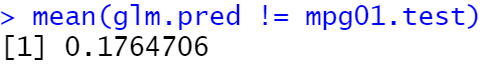 > mean(glm.pred != mpg01.test)
[1] 0.1764706